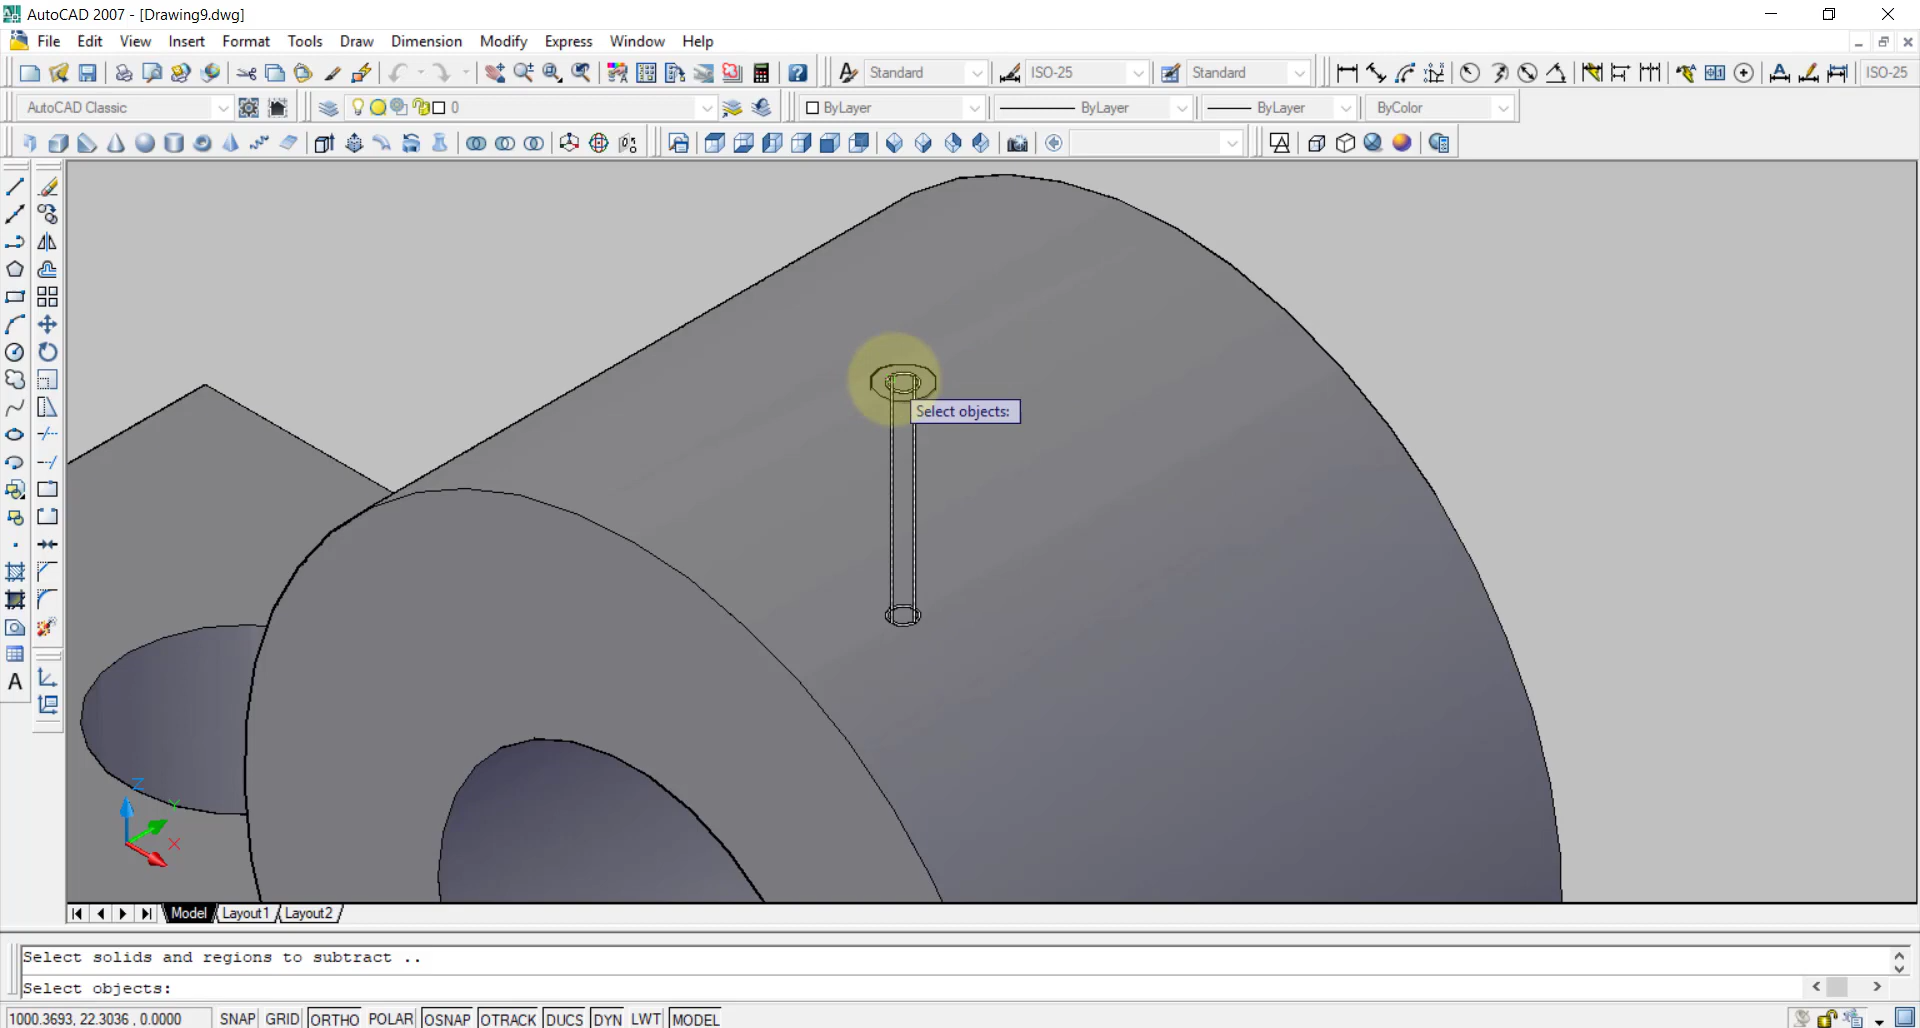 AutoCAD 2007 - [Drawing9.dwg]
File Edit View Insert Format Tools Draw Dimension Modify Express Window Help
Standard ISO-25 Standard ISO-25
AutoCAD Classic 0 ByLayer ByLayer ByLayer ByColor
Select objects:
A
Z
Y
X
Model Layout1 Layout2
Select solids and regions to subtract ..
Select objects:
1000.3693, 22.3036 , 0.0000 SNAP GRID ORTHO POLAR OSNAP OTRACK DUCS DYN LWT MODEL